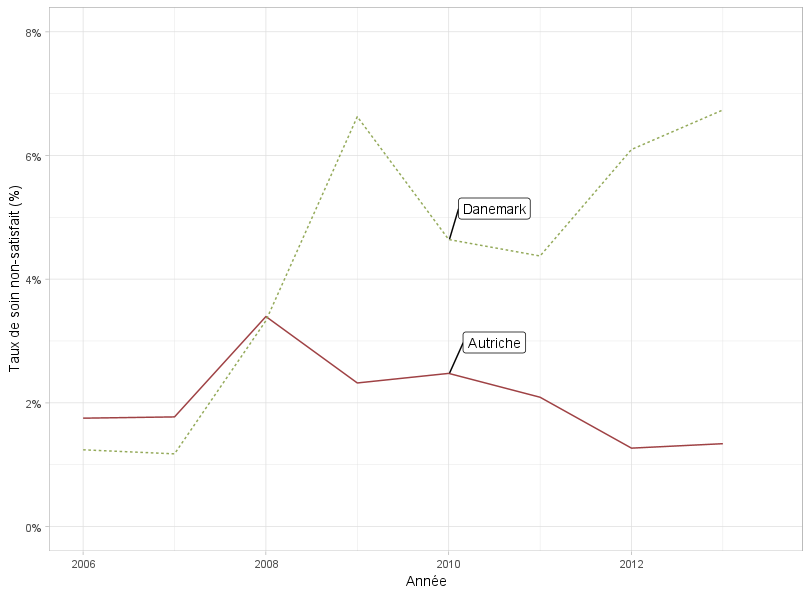 Taux de soin non-satisfait (%)
8%
6%
4%
2%
0%
Danemark
Autriche
2006
2008
2010
2012
Année